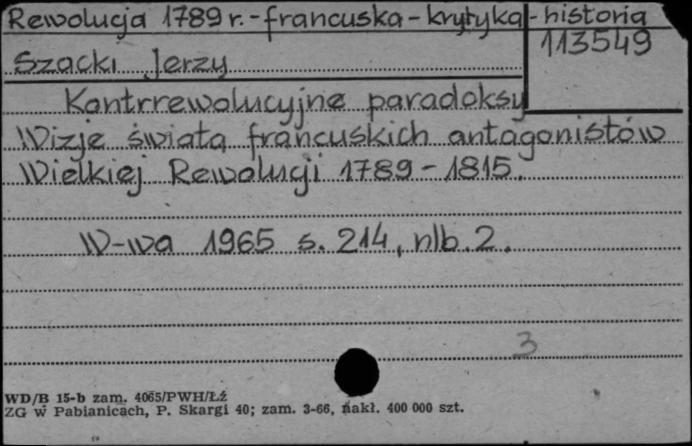 Rewolucja 1789 r. - francuska - krytyka - historia
113549
Szacki Jerzy
Kontrrewolucyjne paradoksy
Wizje świata francuskich antagonistów
Wielkiej Rewolucji 1789 - 1815.
W-wa 1965 s. 214, nlb. 2.
3
WD/B 15-b zam. 4065/PWH/Łź
ZG w Pabianicach, P. Skargi 40; zam. 3-66, nakł. 400 000 szt.